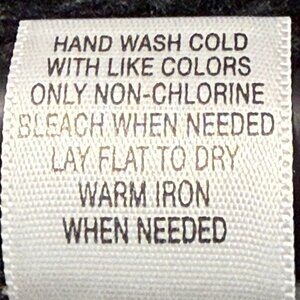 HAND WASH COLD
WITH LIKE COLORS
ONLY NON-CHLORINE
BLEACH WHEN NEEDED
LAY FLAT TO DRY
WARM IRON
WHEN NEEDED